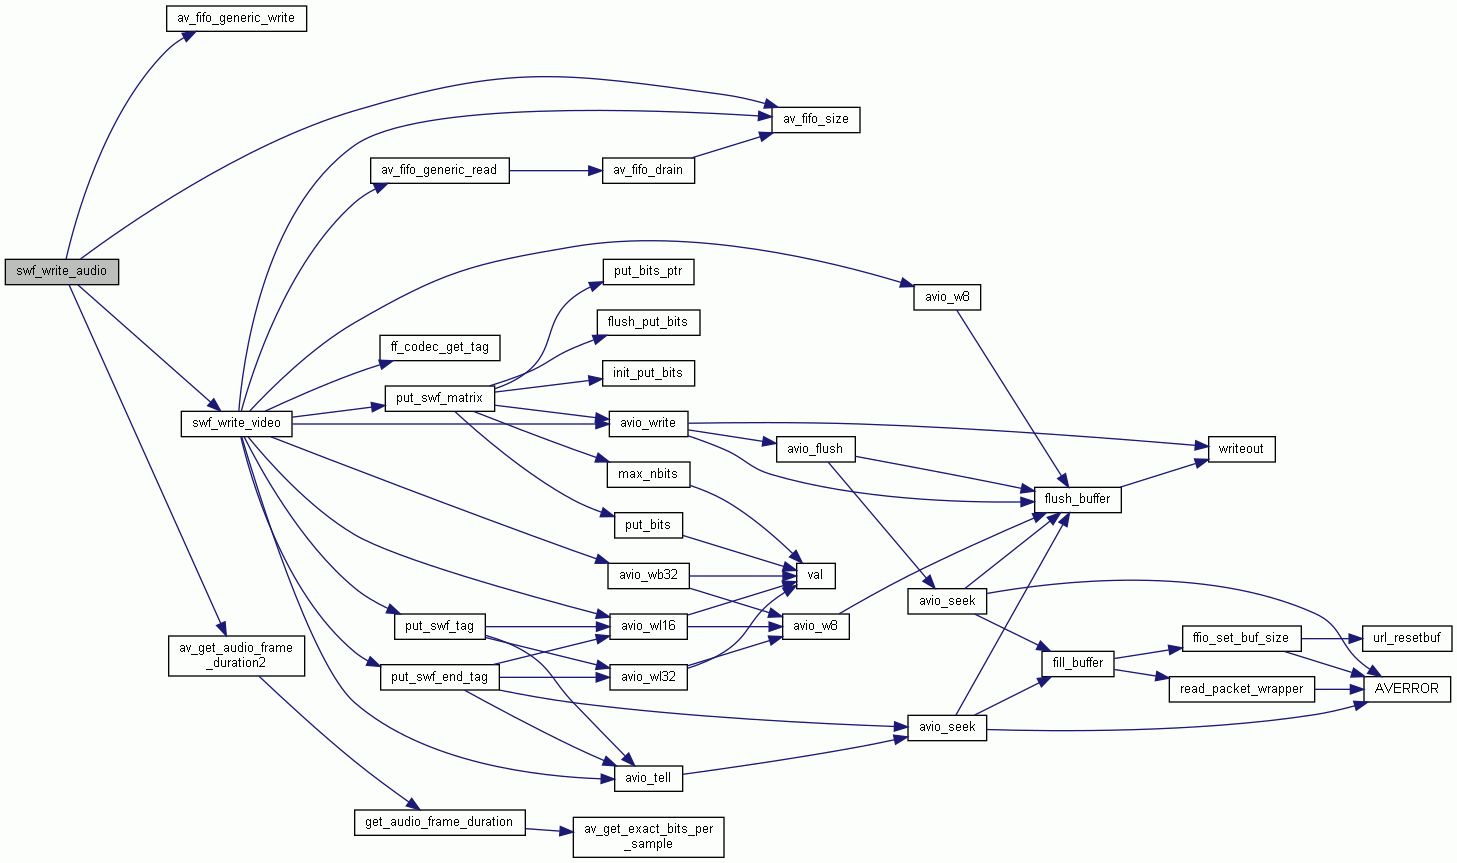 av_fifo_generic_write
av_fifo_size
av_fifo_generic_read
av_fifo_drain
swf_write_audio
put_bits_ptr
avio_w8
flush_put_bits
ff_codec_get_tag
init_put_bits
put_swf_matrix
swf_write_video
avio_write
avio_flush
writeout
max_nbits
flush_buffer
put_bits
avio_wb32
val
avio_seek
put_swf_tag
avio_wl16
avio_w8
ffio_set_buf_size
url_resetbuf
av_get_audio_frame
_duration2
fill_buffer
put_swf_end_tag
avio_wl32
read_packet_wrapper
AVERROR
avio_seek
avio_tell
get_audio_frame_duration
av_get_exact_bits_per
_sample